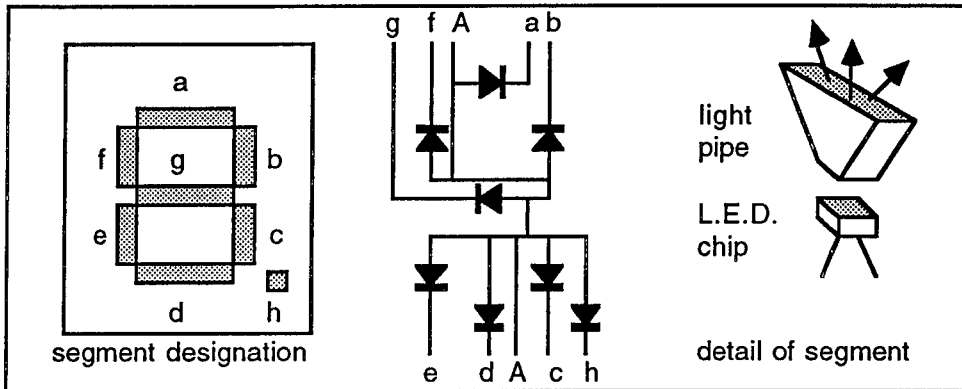 a
f g b
e c
d h
segment designation
g f A a b
e d A c h
light
pipe
L.E.D.
chip
detail of segment